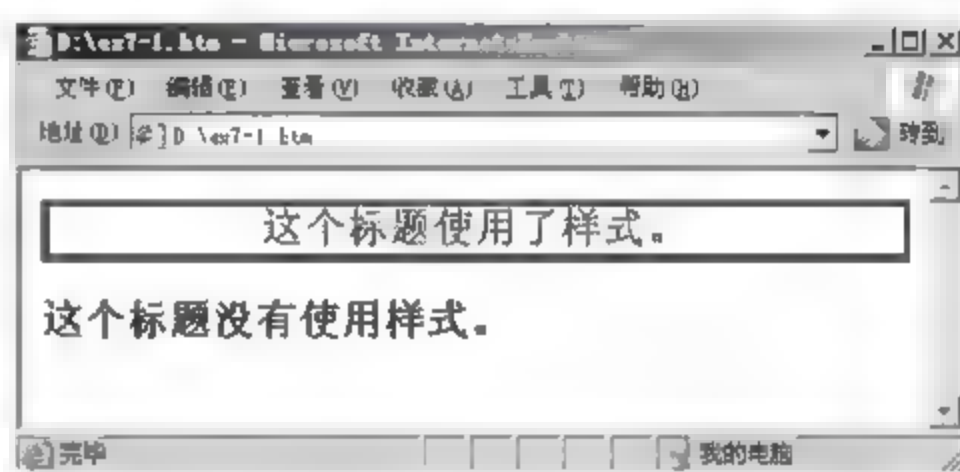 D:\ex7-1.htm - Microsoft Internet
文件(F) 编辑(E) 查看(V) 收藏(A) 工具(T) 帮助(H)
地址(D) D:\ex7-1.htm 转到
这个标题使用了样式。
这个标题没有使用样式。
完毕 我的电脑